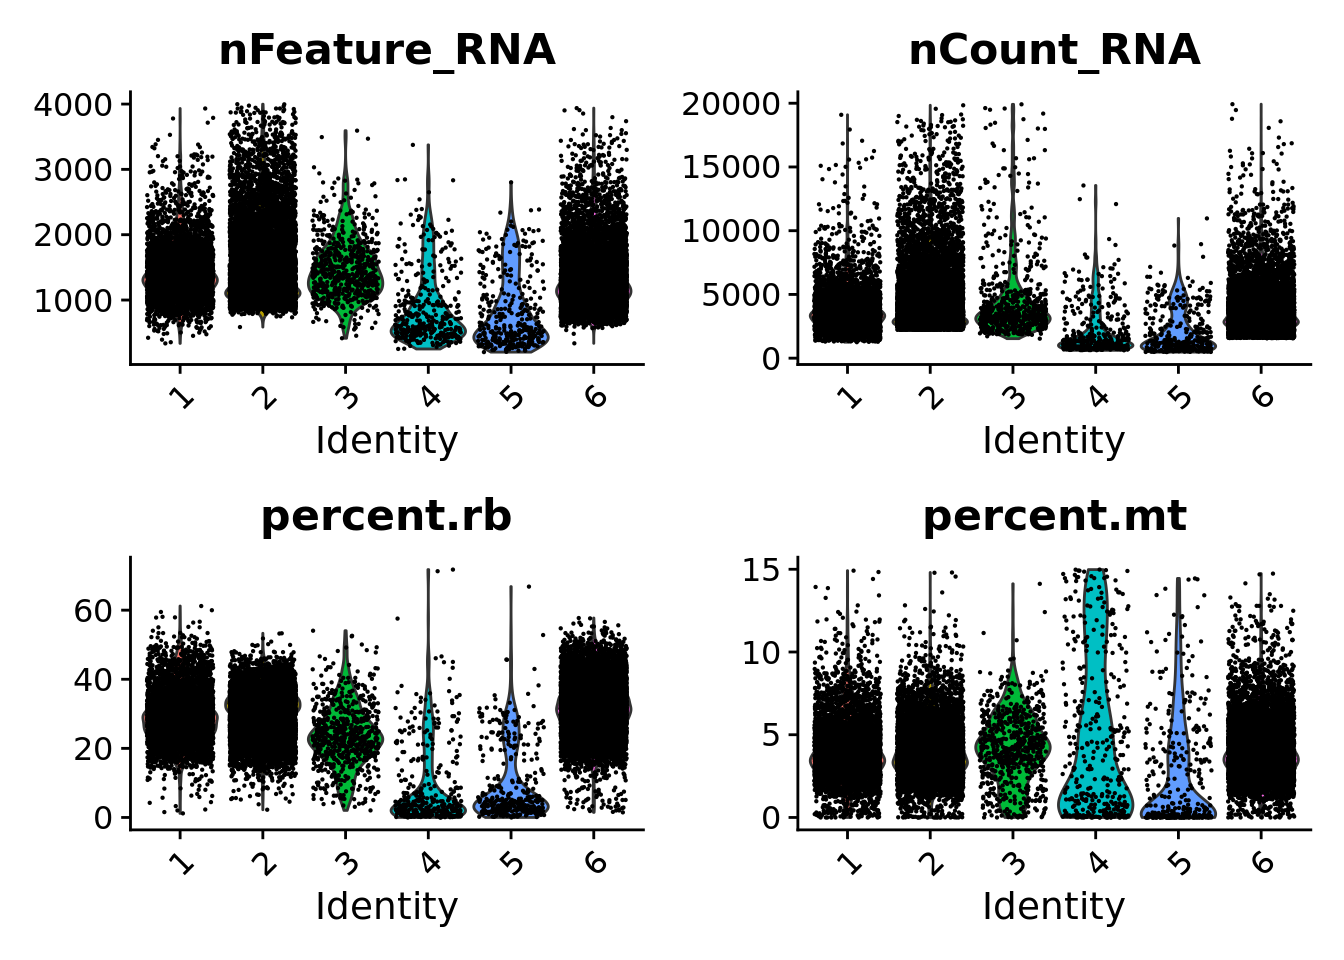 nFeature_RNA
4000
3000
2000
1000
1 2 3 4 5 6
Identity
nCount_RNA
20000
15000
10000
5000
0
1 2 3 4 5 6
Identity
percent.rb
60
40
20
0
1 2 3 4 5 6
Identity
percent.mt
15
10
5
0
1 2 3 4 5 6
Identity